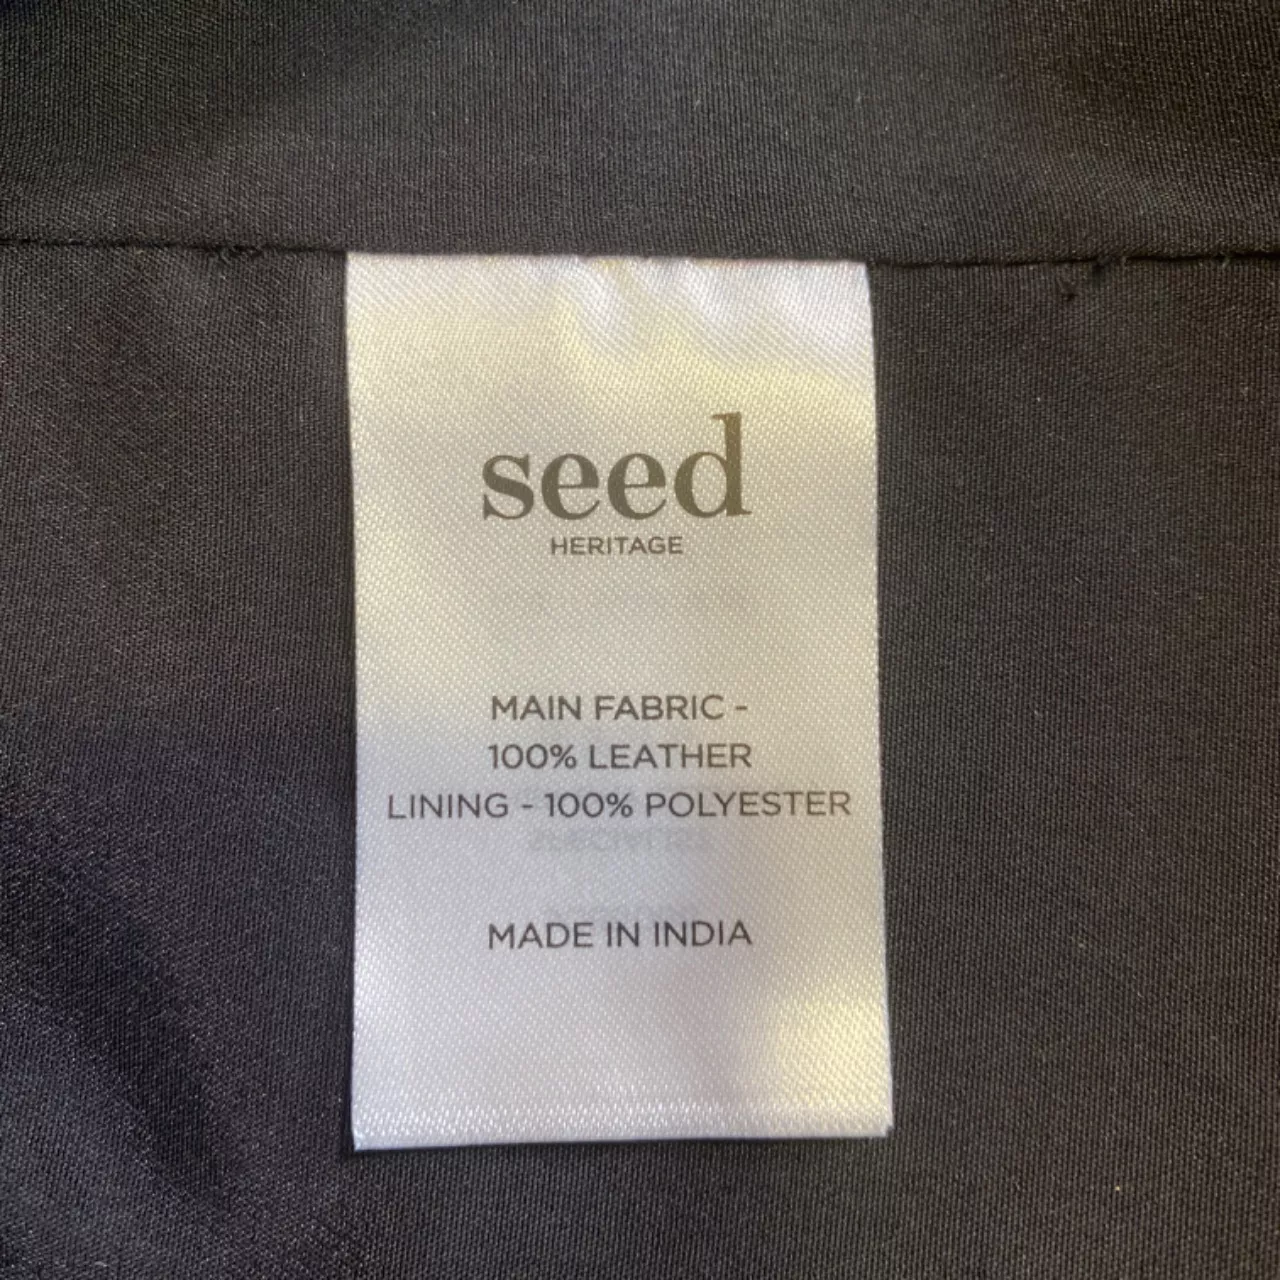 seed
HERITAGE
MAIN FABRIC -
100% LEATHER
LINING - 100% POLYESTER
MADE IN INDIA